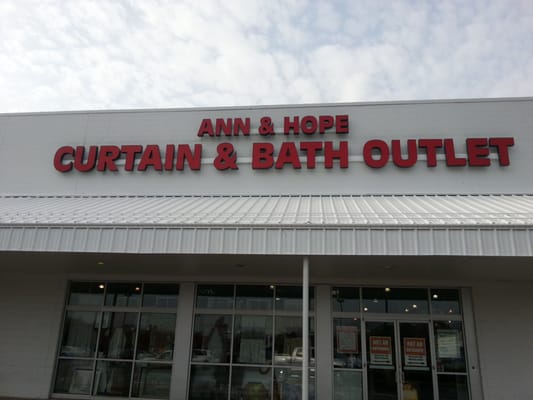 ANN & HOPE
CURTAIN & BATH OUTLET